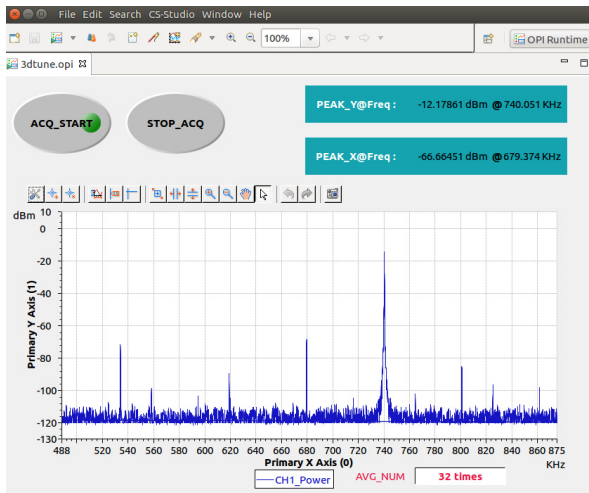 File Edit Search CS-Studio Window Help
100%
OPI Runtime
3dtune.opi
ACQ_START
STOP_ACQ
PEAK_Y@Freq : -12.17861 dBm @ 740.051 KHz
PEAK_X@Freq : -66.66451 dBm @ 679.374 KHz
dBm
10
0
-20
-40
-60
-80
-100
-120
-130
Primary Y Axis (1)
488 520 540 560 580 600 620 640 660 680 700 720 740 760 780 800 820 840 860 875
Primary X Axis (0)
KHz
CH1_Power
AVG_NUM
32 times